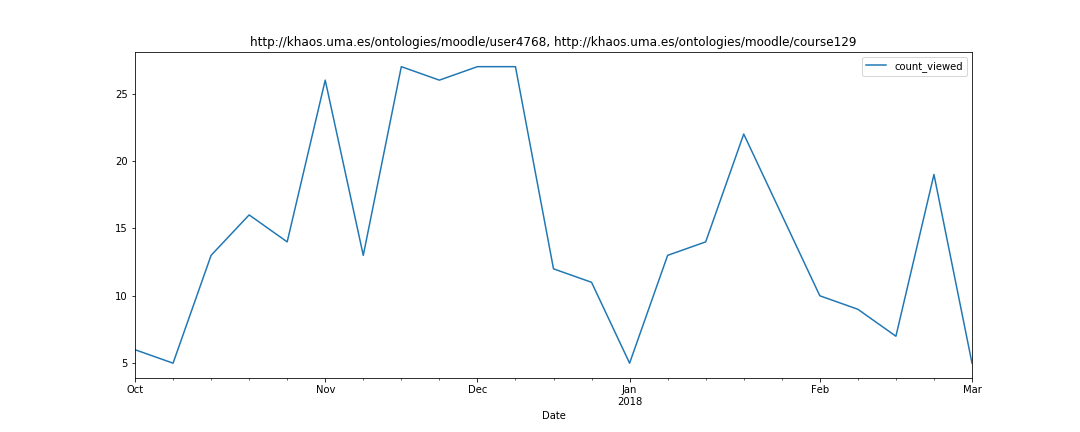 http://khaos.uma.es/ontologies/moodle/user4768, http://khaos.uma.es/ontologies/moodle/course129
count_viewed
25
20
15
10
5
Oct Nov Dec Jan Feb Mar
2018
Date